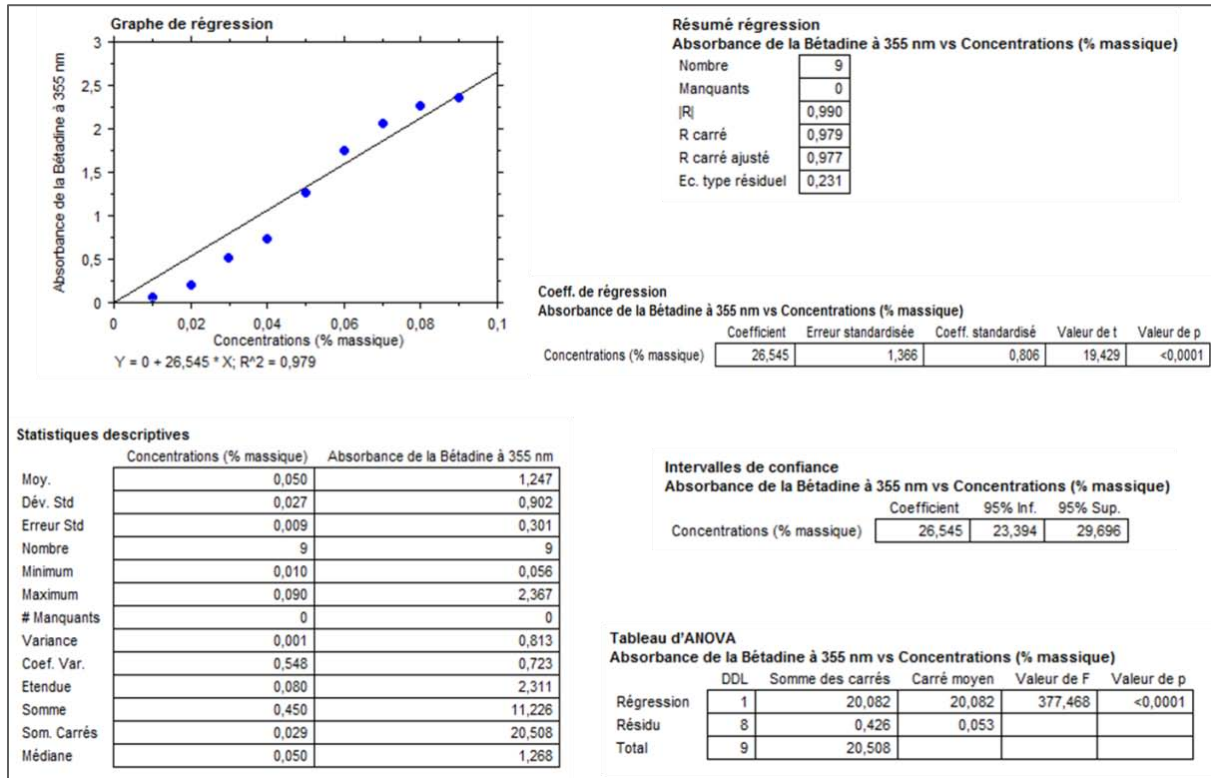 Graphe de régression
3
2,5
2
1,5
1
0,5
0
Absorbance de la Bétadine à 355 nm
0 0,02 0,04 0,06 0,08 0,1
Concentrations (% massique)
Y = 0 + 26,545 * X; R^2 = 0,979
Résumé régression
Absorbance de la Bétadine à 355 nm vs Concentrations (% massique)
Nombre 9
Manquants 0
|R| 0,990
R carré 0,979
R carré ajusté 0,977
Ec. type résiduel 0,231
Coeff. de régression
Absorbance de la Bétadine à 355 nm vs Concentrations (% massique)
Coefficient Erreur standardisée Coeff. standardisé Valeur de t Valeur de p
Concentrations (% massique) 26,545 1,366 0,806 19,429 <0,0001
Statistiques descriptives
Concentrations (% massique) Absorbance de la Bétadine à 355 nm
Moy. 0,050 1,247
Dév. Std 0,027 0,902
Erreur Std 0,009 0,301
Nombre 9 9
Minimum 0,010 0,056
Maximum 0,090 2,367
# Manquants 0 0
Variance 0,001 0,813
Coef. Var. 0,548 0,723
Etendue 0,080 2,311
Somme 0,450 11,226
Som. Carrés 0,029 20,508
Médiane 0,050 1,268
Intervalles de confiance
Absorbance de la Bétadine à 355 nm vs Concentrations (% massique)
Coefficient 95% Inf. 95% Sup.
Concentrations (% massique) 26,545 23,394 29,696
Tableau d'ANOVA
Absorbance de la Bétadine à 355 nm vs Concentrations (% massique)
DDL Somme des carrés Carré moyen Valeur de F Valeur de p
Régression 1 20,082 20,082 377,468 <0,0001
Résidu 8 0,426 0,053
Total 9 20,508